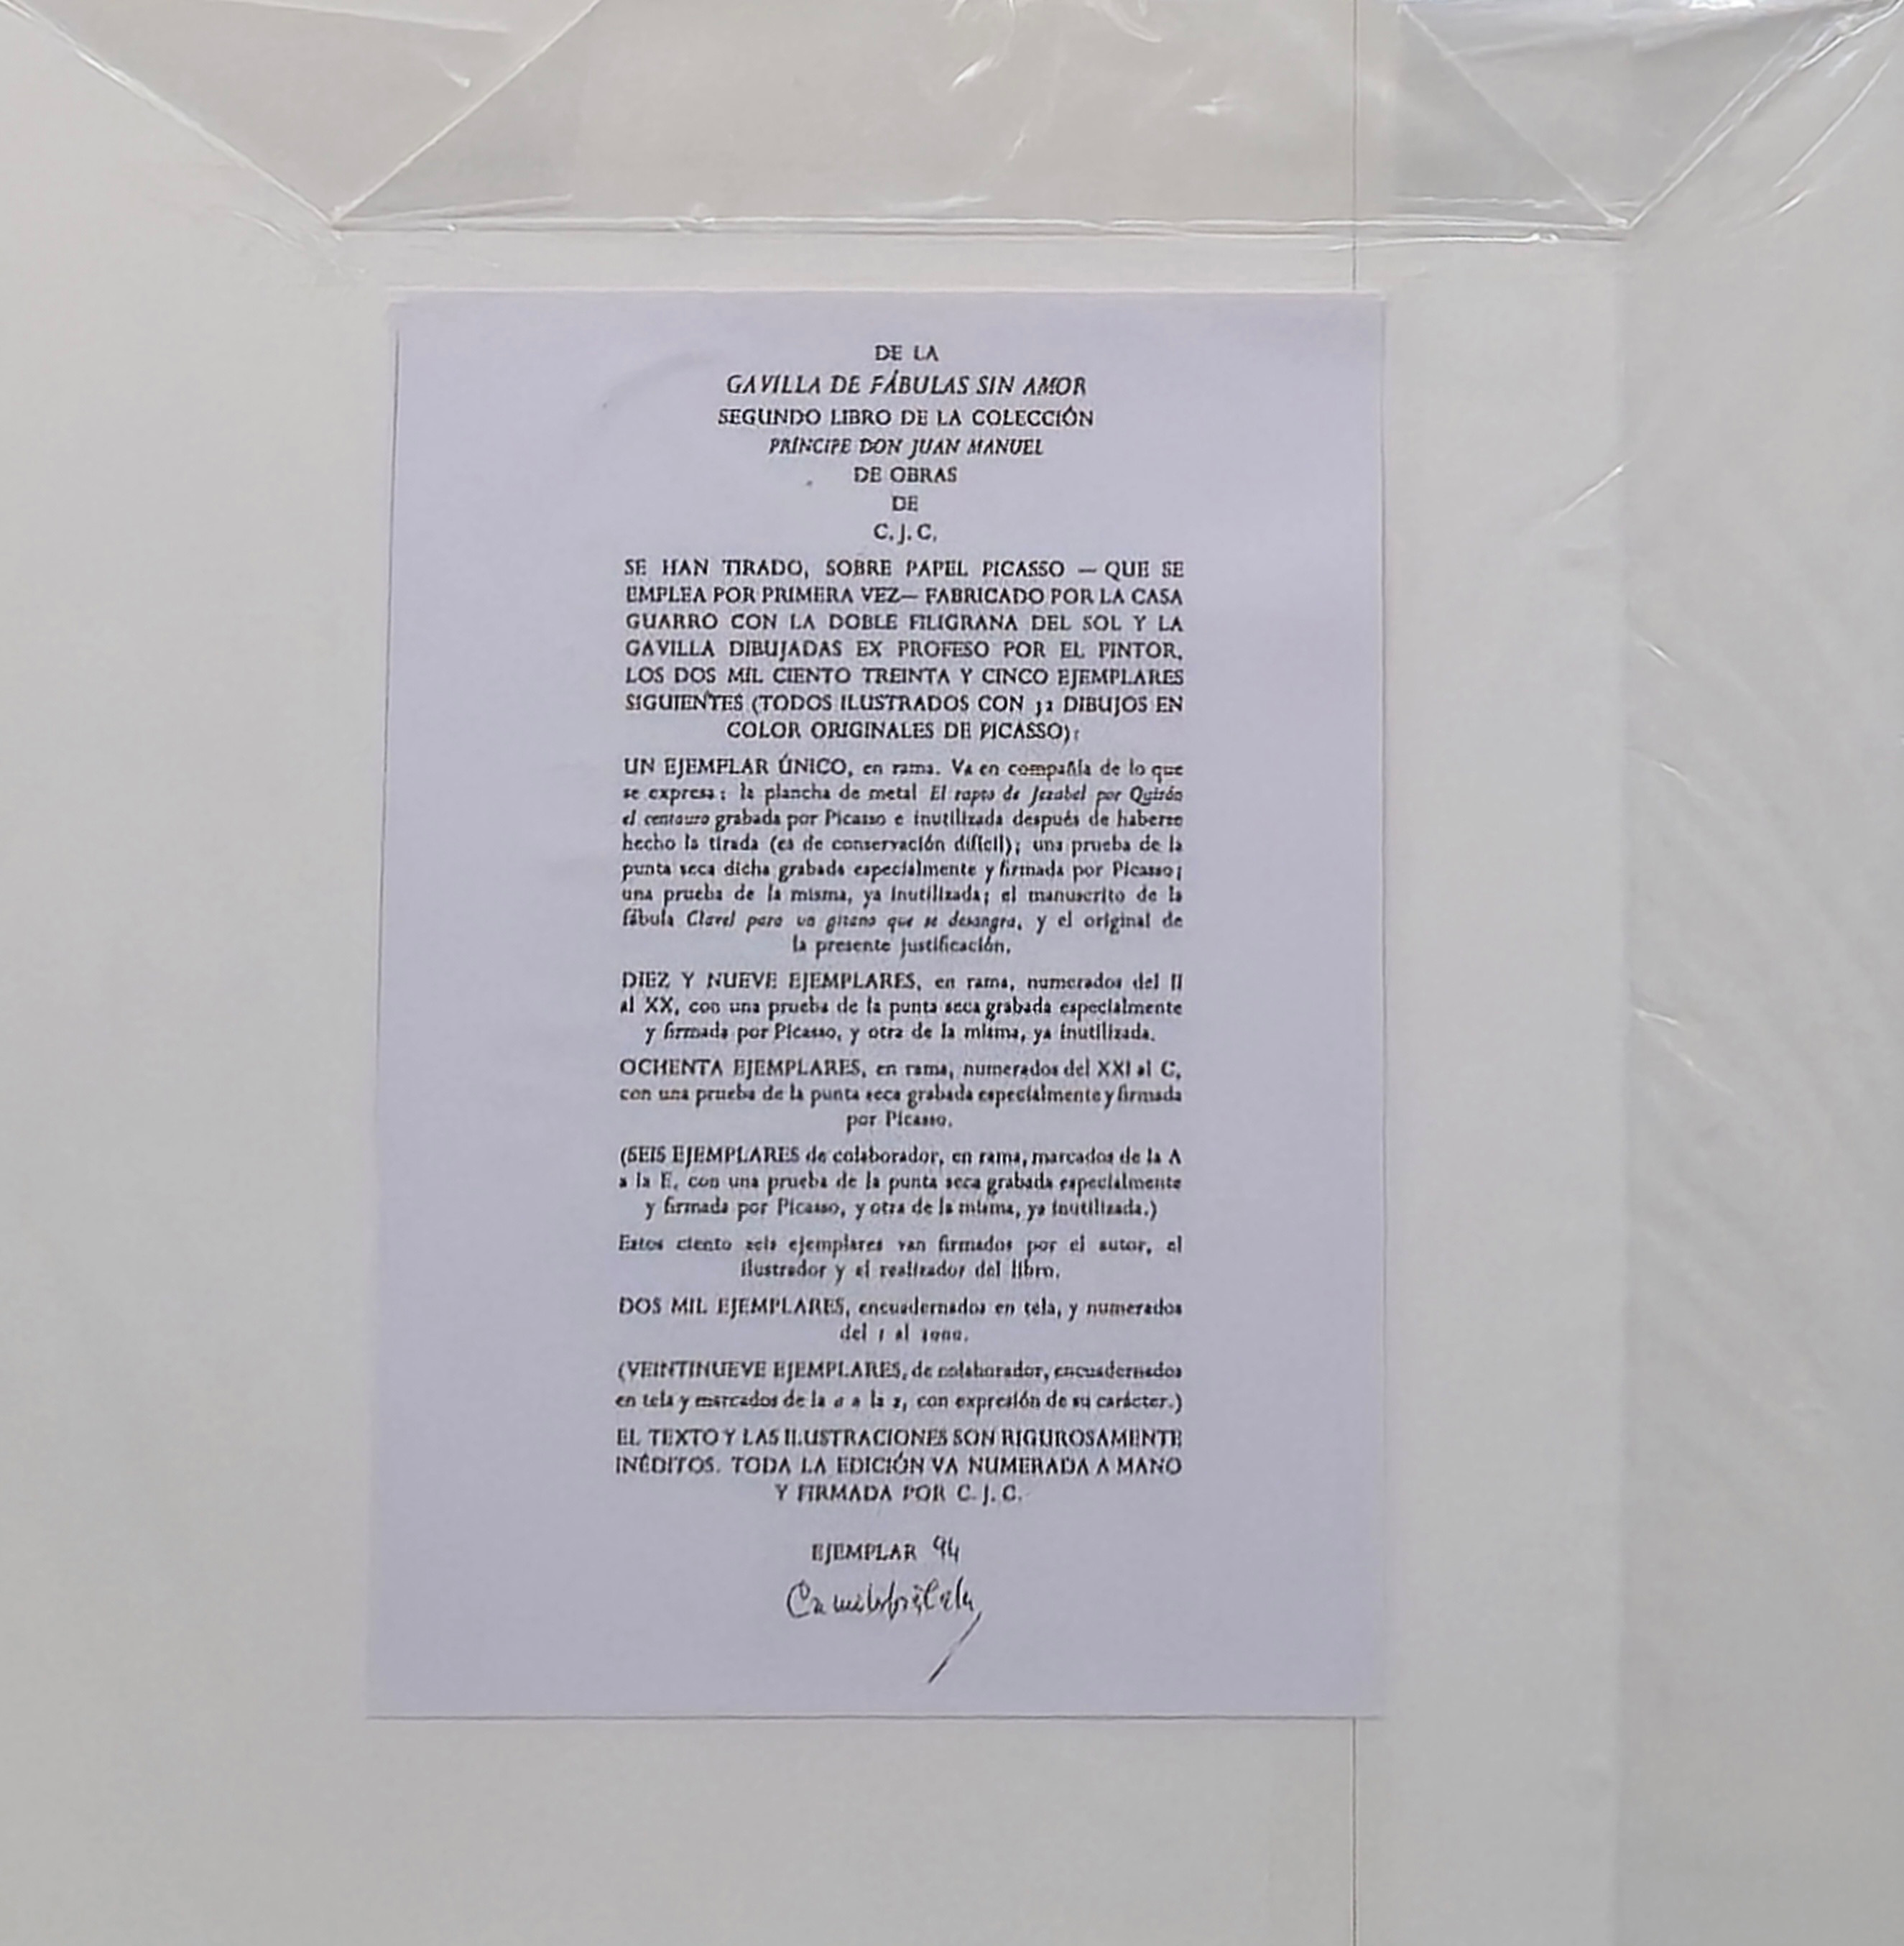 DE LA
GAVILLA DE FÁBULAS SIN AMOR
SEGUNDO LIBRO DE LA COLECCIÓN
PRÍNCIPE DON JUAN MANUEL
DE OBRAS
DE
C. J. C.
SE HAN TIRADO, SOBRE PAPEL PICASSO — QUE SE
EMPLEA POR PRIMERA VEZ— FABRICADO POR LA CASA
GUARRO CON LA DOBLE FILIGRANA DEL SOL Y LA
GAVILLA DIBUJADAS EX PROFESO POR EL PINTOR,
LOS DOS MIL CIENTO TREINTA Y CINCO EJEMPLARES
SIGUIENTES (TODOS ILUSTRADOS CON 32 DIBUJOS EN
COLOR ORIGINALES DE PICASSO):
UN EJEMPLAR ÚNICO, en rama. Va en compañía de lo que
se expresa: la plancha de metal El rapto de Jezabel por Quirón
el centauro grabada por Picasso e inutilizada después de haberse
hecho la tirada (es de conservación difícil); una prueba de la
punta seca dicha grabada especialmente y firmada por Picasso;
una prueba de la misma, ya inutilizada; el manuscrito de la
fábula Clavel para un gitano que se desangra, y el original de
la presente justificación.
DIEZ Y NUEVE EJEMPLARES, en rama, numerados del II
al XX, con una prueba de la punta seca grabada especialmente
y firmada por Picasso, y otra de la misma, ya inutilizada.
OCHENTA EJEMPLARES, en rama, numerados del XXI al C,
con una prueba de la punta seca grabada especialmente y firmada
por Picasso.
(SEIS EJEMPLARES de colaborador, en rama, marcados de la A
a la con una prueba de la punta seca grabada especialmente
y firmada por Picasso, y otra de la misma, ya inutilizada.)
Estos ciento seis ejemplares van firmados por el autor, el
ilustrador y el realizador del libro.
DOS MIL EJEMPLARES, encuadernados en tela, y numerados
del 1 al
(VEINTINUEVE EJEMPLARES, de colaborador, encuadernados
en tela y marcados de la a a la z, con expresión de su carácter.)
EL TEXTO Y LAS ILUSTRACIONES SON RIGUROSAMENTE
INÉDITOS. TODA LA EDICIÓN VA NUMERADA A MANO
Y FIRMADA POR C. J. C.
EJEMPLAR 94
Camilo José Cela